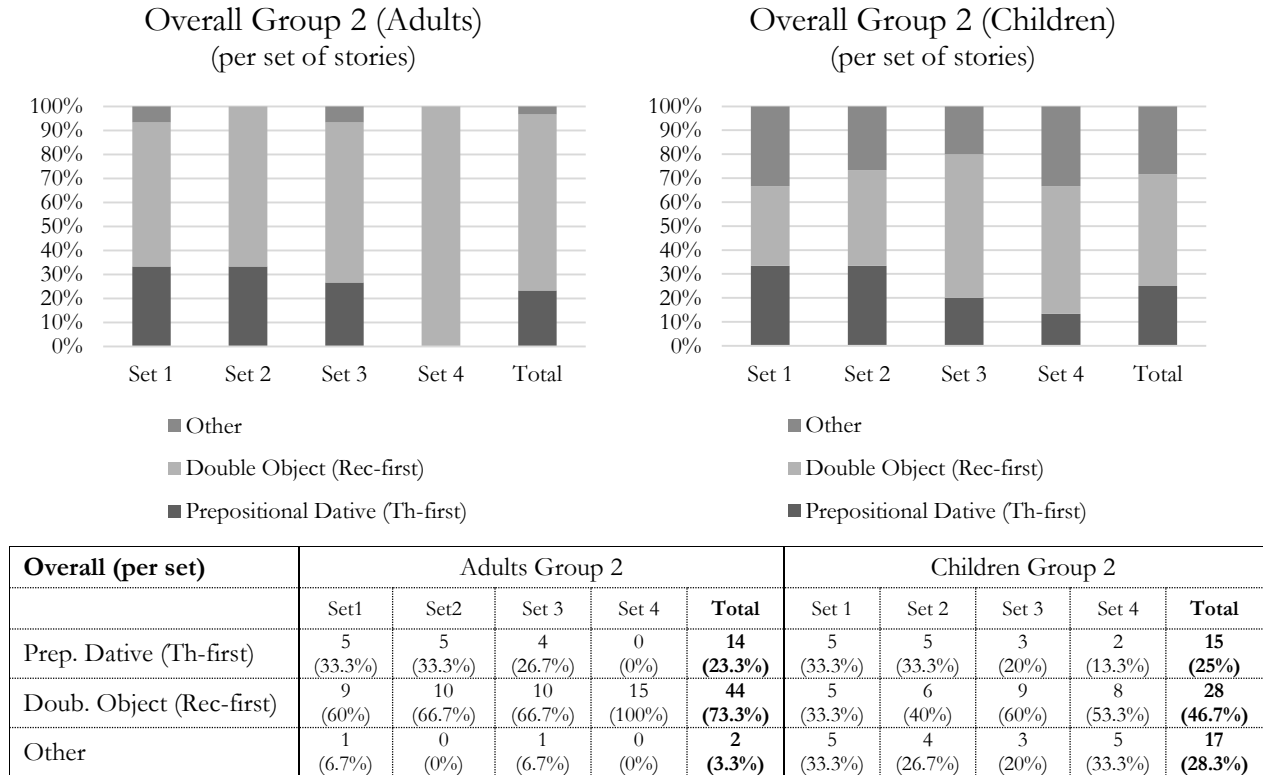 Overall Group 2 (Adults)
(per set of stories)
100%
90%
80%
70%
60%
50%
40%
30%
20%
10%
0%
Set 1 Set 2 Set 3 Set 4 Total
Other
Double Object (Rec-first)
Prepositional Dative (Th-first)
Overall Group 2 (Children)
(per set of stories)
100%
90%
80%
70%
60%
50%
40%
30%
20%
10%
0%
Set 1 Set 2 Set 3 Set 4 Total
Other
Double Object (Rec-first)
Prepositional Dative (Th-first)
Overall (per set) Adults Group 2 Children Group 2
Set1 Set2 Set 3 Set 4 Total Set 1 Set 2 Set 3 Set 4 Total
Prep. Dative (Th-first) 5 5 4 0 14 5 5 3 2 15
(33.3%) (33.3%) (26.7%) (0%) (23.3%) (33.3%) (33.3%) (20%) (13.3%) (25%)
Doub. Object (Rec-first) 9 10 10 15 44 5 6 9 8 28
(60%) (66.7%) (66.7%) (100%) (73.3%) (33.3%) (40%) (60%) (53.3%) (46.7%)
Other 1 0 1 0 2 5 4 3 5 17
(6.7%) (0%) (6.7%) (0%) (3.3%) (33.3%) (26.7%) (20%) (33.3%) (28.3%)